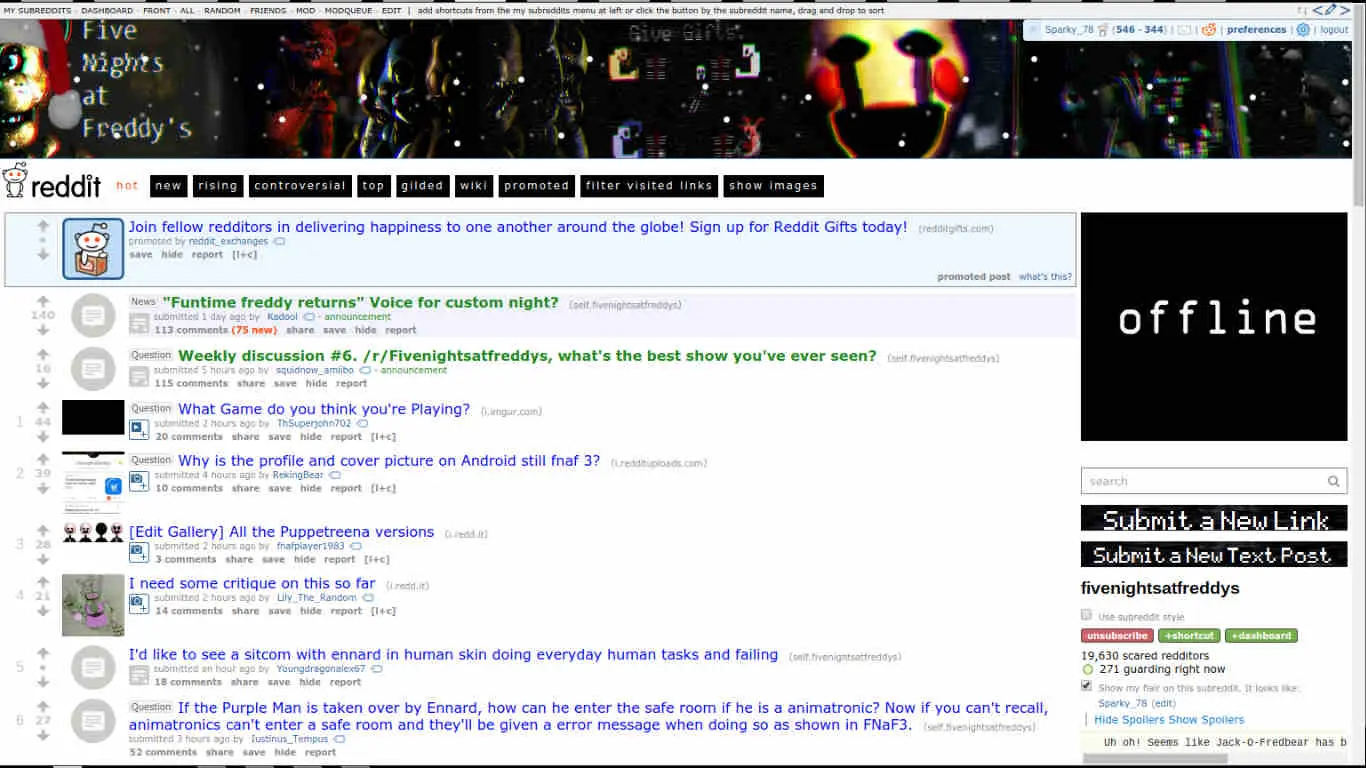 MY SUBREDDITS - DASHBOARD - FRONT - ALL - RANDOM - FRIENDS - MOD - MODQUEUE - EDIT | add shortcuts from the my subreddits menu at left or click the button by the subreddit name, drag and drop to sort
Five
Nights
at
Freddy's
Give Gifts.
Sparky_78 (546 - 344) | | | preferences | | logout
reddit hot new rising controversial top gilded wiki promoted filter visited links show images
Join fellow redditors in delivering happiness to one another around the globe! Sign up for Reddit Gifts today! (redditgifts.com)
promoted by reddit_exchanges
save hide report [l+c]
promoted post what's this?
140
News "Funtime freddy returns" Voice for custom night? (self.fivenightsatfreddys)
submitted 1 day ago by Kadool - announcement
113 comments (75 new) share save hide report
16
Question Weekly discussion #6. /r/Fivenightsatfreddys, what's the best show you've ever seen? (self.fivenightsatfreddys)
submitted 5 hours ago by squidnow_amiibo - announcement
115 comments share save hide report
1 44
Question What Game do you think you're Playing? (i.imgur.com)
submitted 2 hours ago by ThSuperjohn702
20 comments share save hide report [l+c]
2 39
Question Why is the profile and cover picture on Android still fnaf 3? (i.reddituploads.com)
submitted 4 hours ago by RekingBear
10 comments share save hide report [l+c]
3 28
[Edit Gallery] All the Puppetreena versions (i.redd.it)
submitted 2 hours ago by fnafplayer1983
3 comments share save hide report [l+c]
4 21
I need some critique on this so far (i.redd.it)
submitted 2 hours ago by Lily_The_Random
14 comments share save hide report [l+c]
5 •
I'd like to see a sitcom with ennard in human skin doing everyday human tasks and failing (self.fivenightsatfreddys)
submitted an hour ago by Youngdragonalex67
18 comments share save hide report
6 27
Question If the Purple Man is taken over by Ennard, how can he enter the safe room if he is a animatronic? Now if you can't recall,
animatronics can't enter a safe room and they'll be given a error message when doing so as shown in FNaF3. (self.fivenightsatfreddys)
submitted 3 hours ago by Iustinus_Tempus
52 comments share save hide report
offline
search
Submit a New Link
Submit a New Text Post
fivenightsatfreddys
Use subreddit style
unsubscribe +shortcut +dashboard
19,630 scared redditors
271 guarding right now
Show my flair on this subreddit. It looks like:
Sparky_78 (edit)
Hide Spoilers Show Spoilers
Uh oh! Seems like Jack-O-Fredbear has b